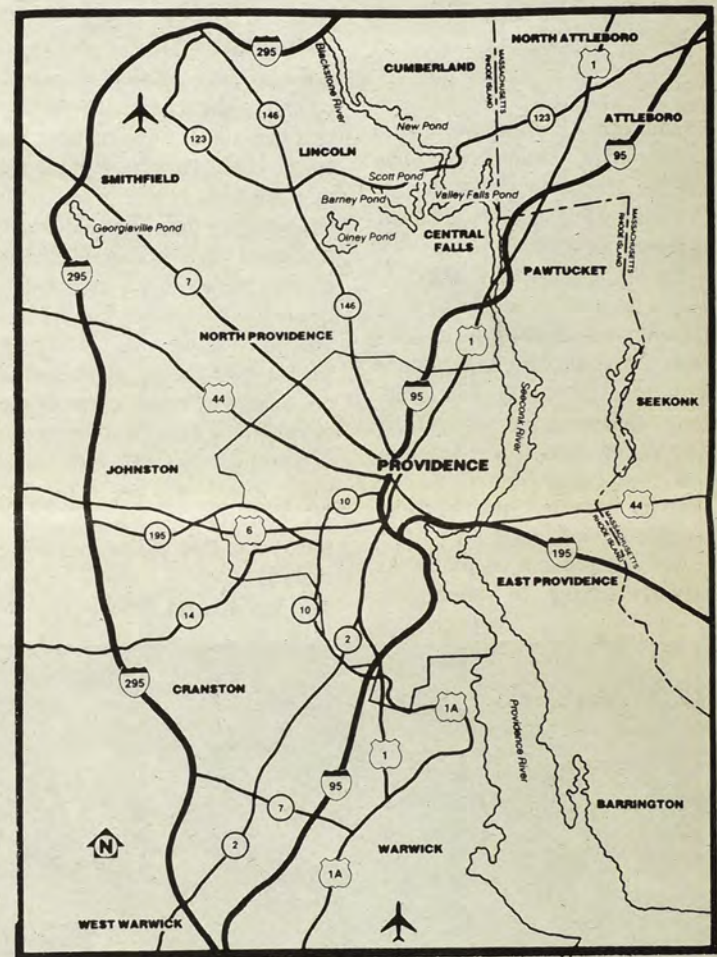 NORTH ATTLEBORO
295
Blackstone River
CUMBERLAND
MASSACHUSETTS
RHODE ISLAND
1
146
123
ATTLEBORO
New Pond
123
LINCOLN
95
Scott Pond
SMITHFIELD
Barney Pond
Valley Falls Pond
Georgiaville Pond
Olney Pond
CENTRAL
FALLS
MASSACHUSETTS
RHODE ISLAND
295
7
PAWTUCKET
146
NORTH PROVIDENCE
1
44
95
Seeconk River
SEEKONK
JOHNSTON
PROVIDENCE
10
44
195
6
MASSACHUSETTS
RHODE ISLAND
195
EAST PROVIDENCE
14
10
2
295
CRANSTON
1A
Providence River
1
95
7
BARRINGTON
N
2
WARWICK
1A
WEST WARWICK